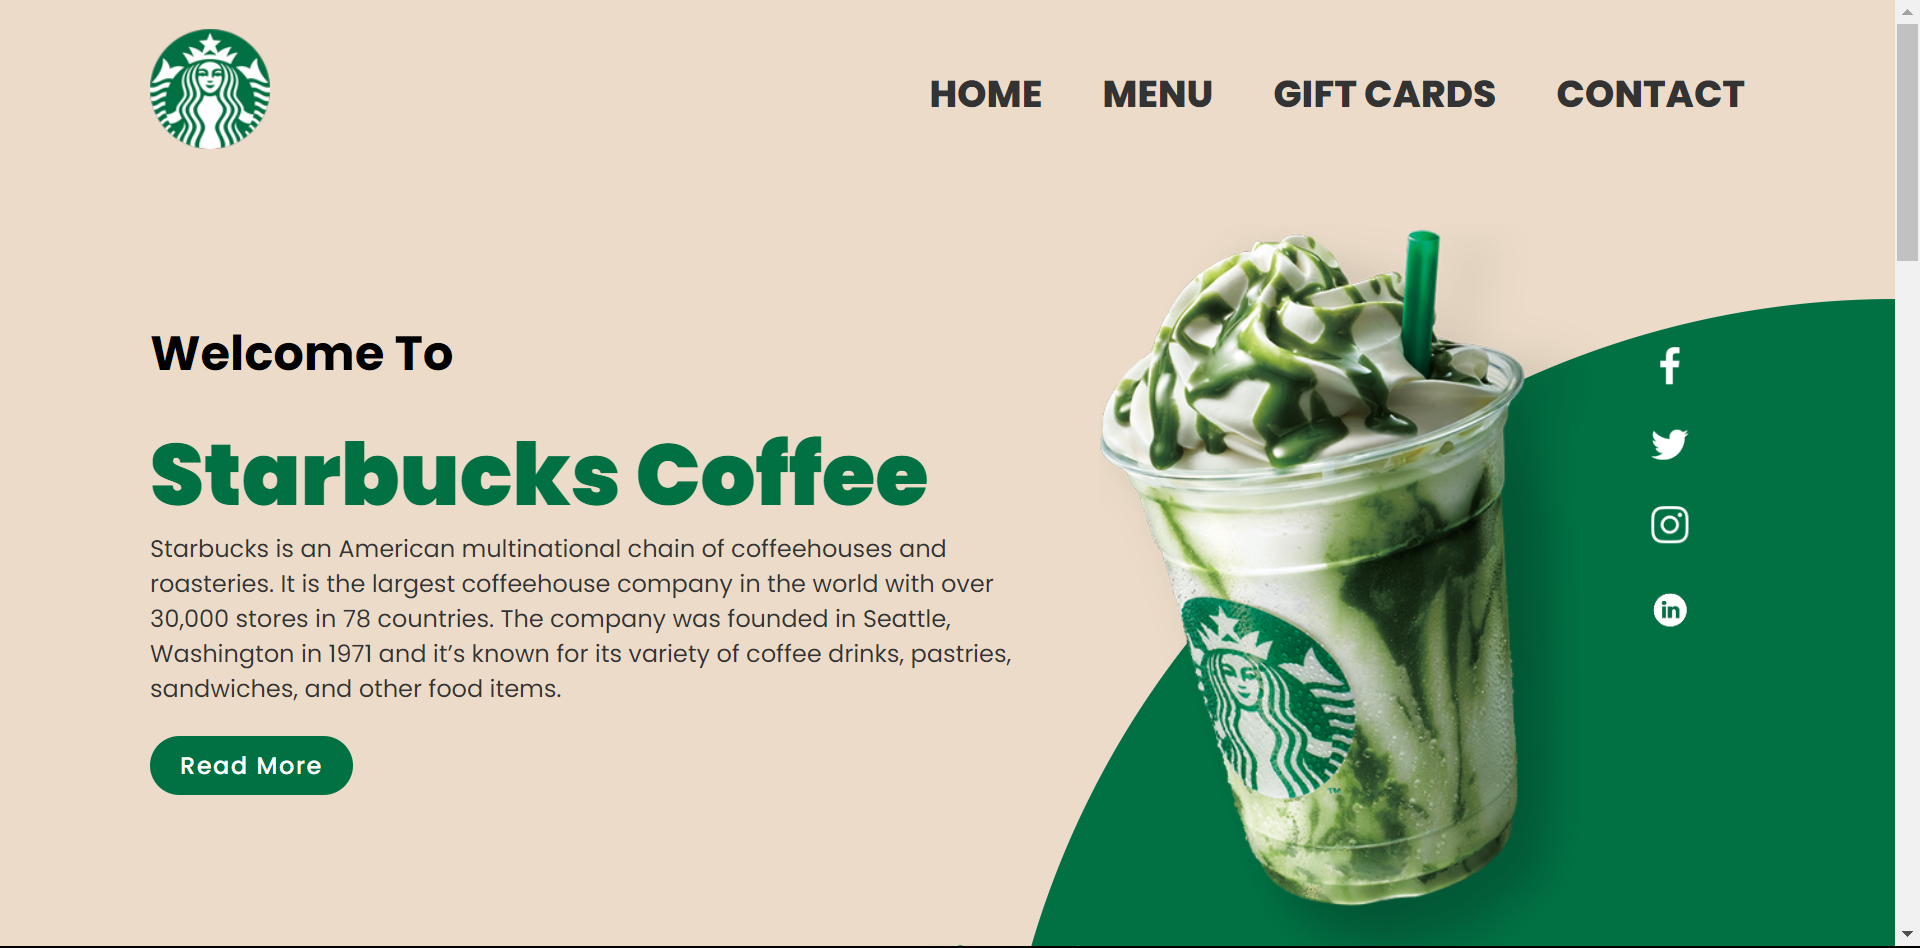 HOME MENU GIFT CARDS CONTACT
Welcome To
Starbucks Coffee
Starbucks is an American multinational chain of coffeehouses and
roasteries. It is the largest coffeehouse company in the world with over
30,000 stores in 78 countries. The company was founded in Seattle,
Washington in 1971 and it’s known for its variety of coffee drinks, pastries,
sandwiches, and other food items.
Read More
f
in
TM